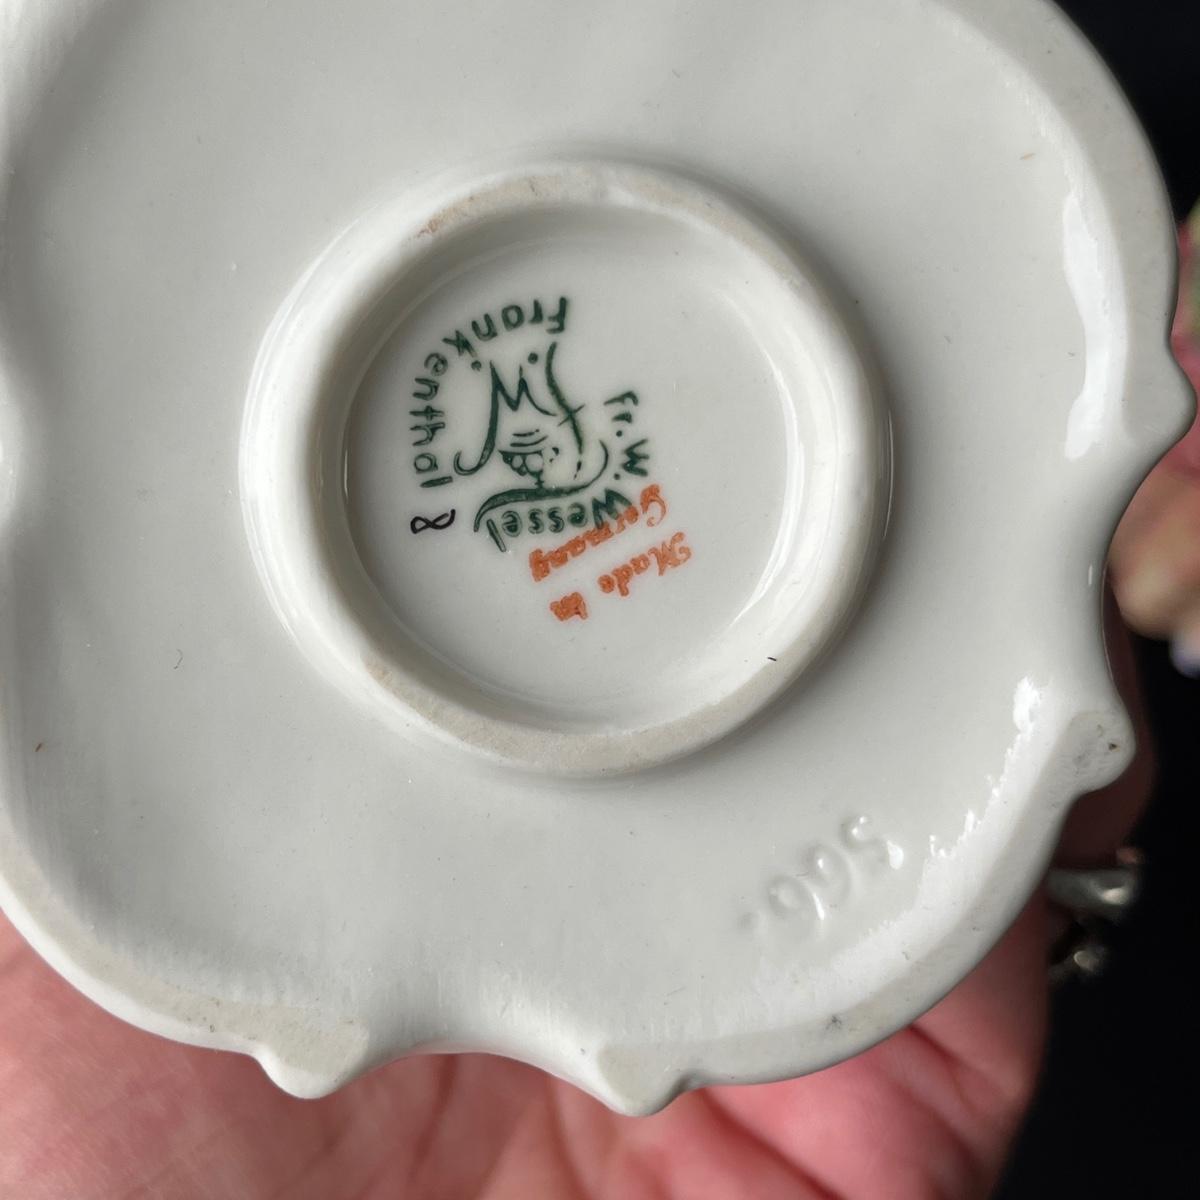 Fr. W. Wessel
W
Frankenthal
8
Made in
Germany
566.